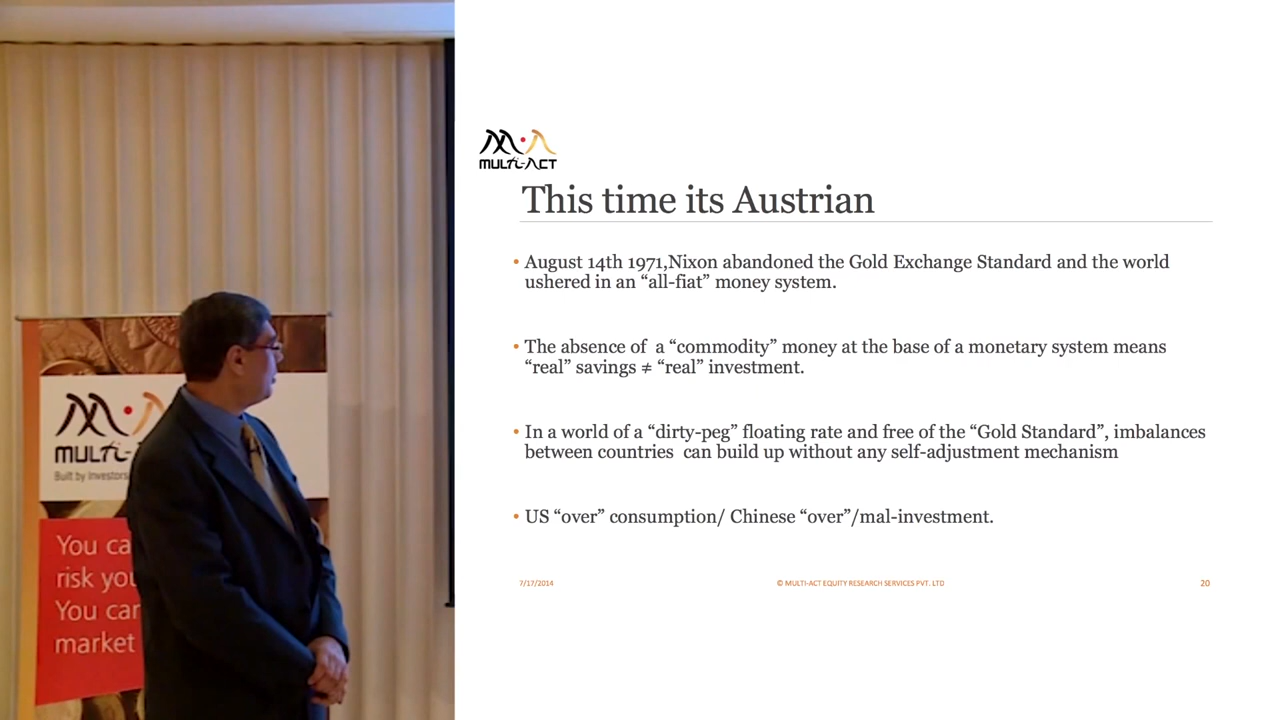 MULTI-ACT
This time its Austrian
• August 14th 1971,Nixon abandoned the Gold Exchange Standard and the world
ushered in an “all-fiat” money system.
• The absence of  a “commodity” money at the base of a monetary system means
“real” savings ≠ “real” investment.
• In a world of a “dirty-peg” floating rate and free of the “Gold Standard”, imbalances
between countries  can build up without any self-adjustment mechanism
• US “over” consumption/ Chinese “over”/mal-investment.
7/17/2014
© MULTI-ACT EQUITY RESEARCH SERVICES PVT. LTD
20
MULTI-
Built by Investors
You ca
risk you
You can
market